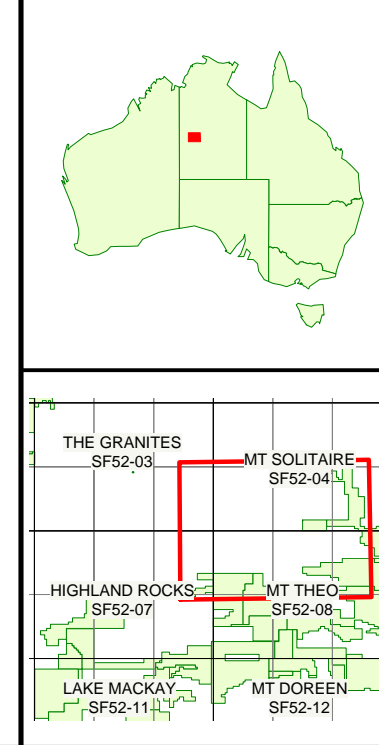 THE GRANITES
SF52-03
MT SOLITAIRE
SF52-04
HIGHLAND ROCKS
SF52-07
MT THEO
SF52-08
LAKE MACKAY
SF52-11
MT DOREEN
SF52-12